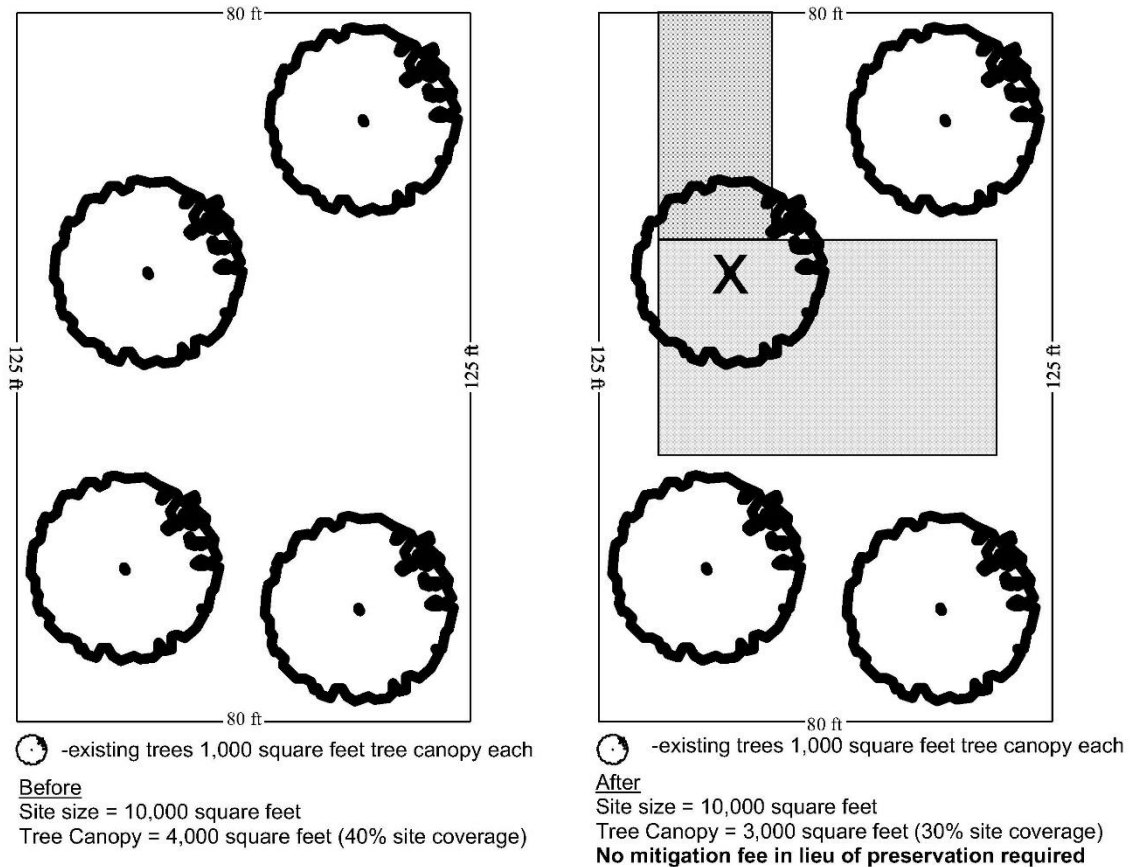 80 ft
125 ft
125 ft
80 ft
-existing trees 1,000 square feet tree canopy each
Before
Site size = 10,000 square feet
Tree Canopy = 4,000 square feet (40% site coverage)
80 ft
X
125 ft
125 ft
80 ft
-existing trees 1,000 square feet tree canopy each
After
Site size = 10,000 square feet
Tree Canopy = 3,000 square feet (30% site coverage)
No mitigation fee in lieu of preservation required